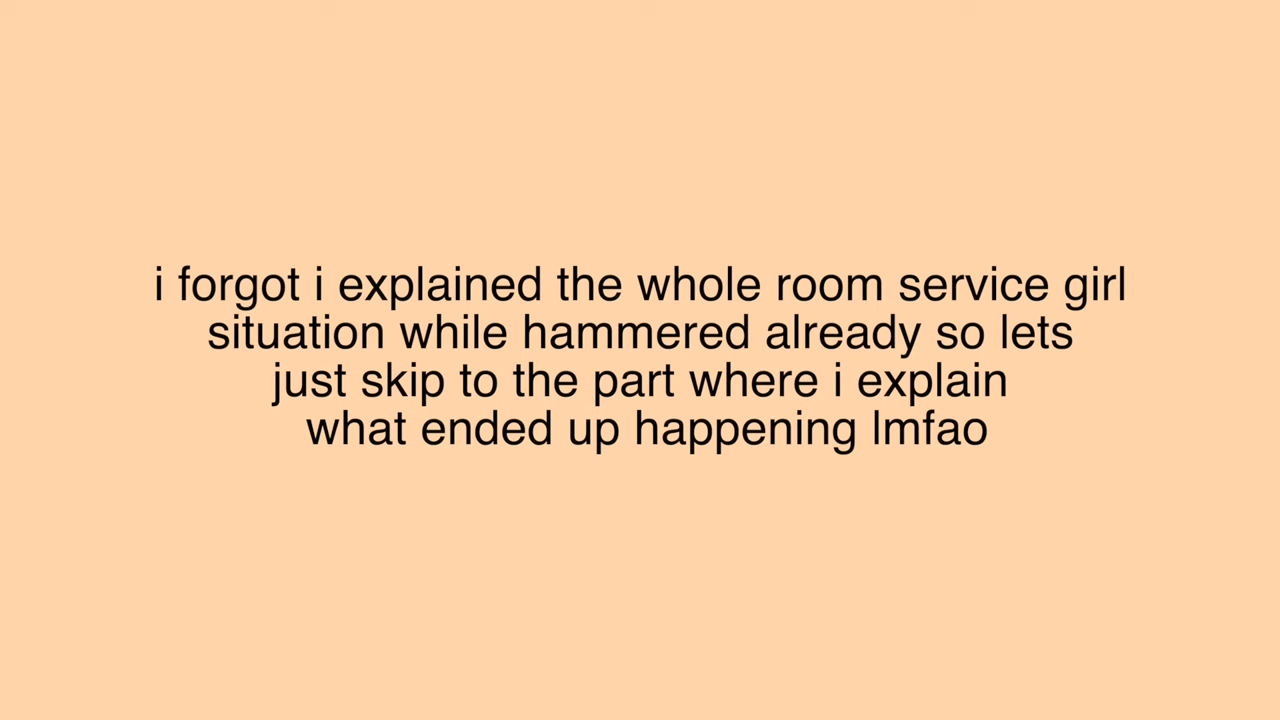 i forgot i explained the whole room service girl
situation while hammered already so lets
just skip to the part where i explain
what ended up happening lmfao